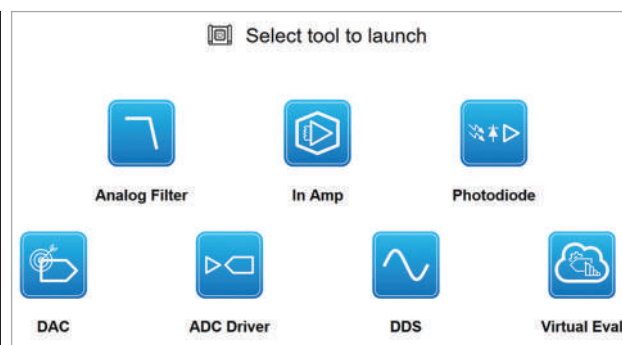 Select tool to launch
Analog Filter In Amp Photodiode
DAC ADC Driver DDS Virtual Eval